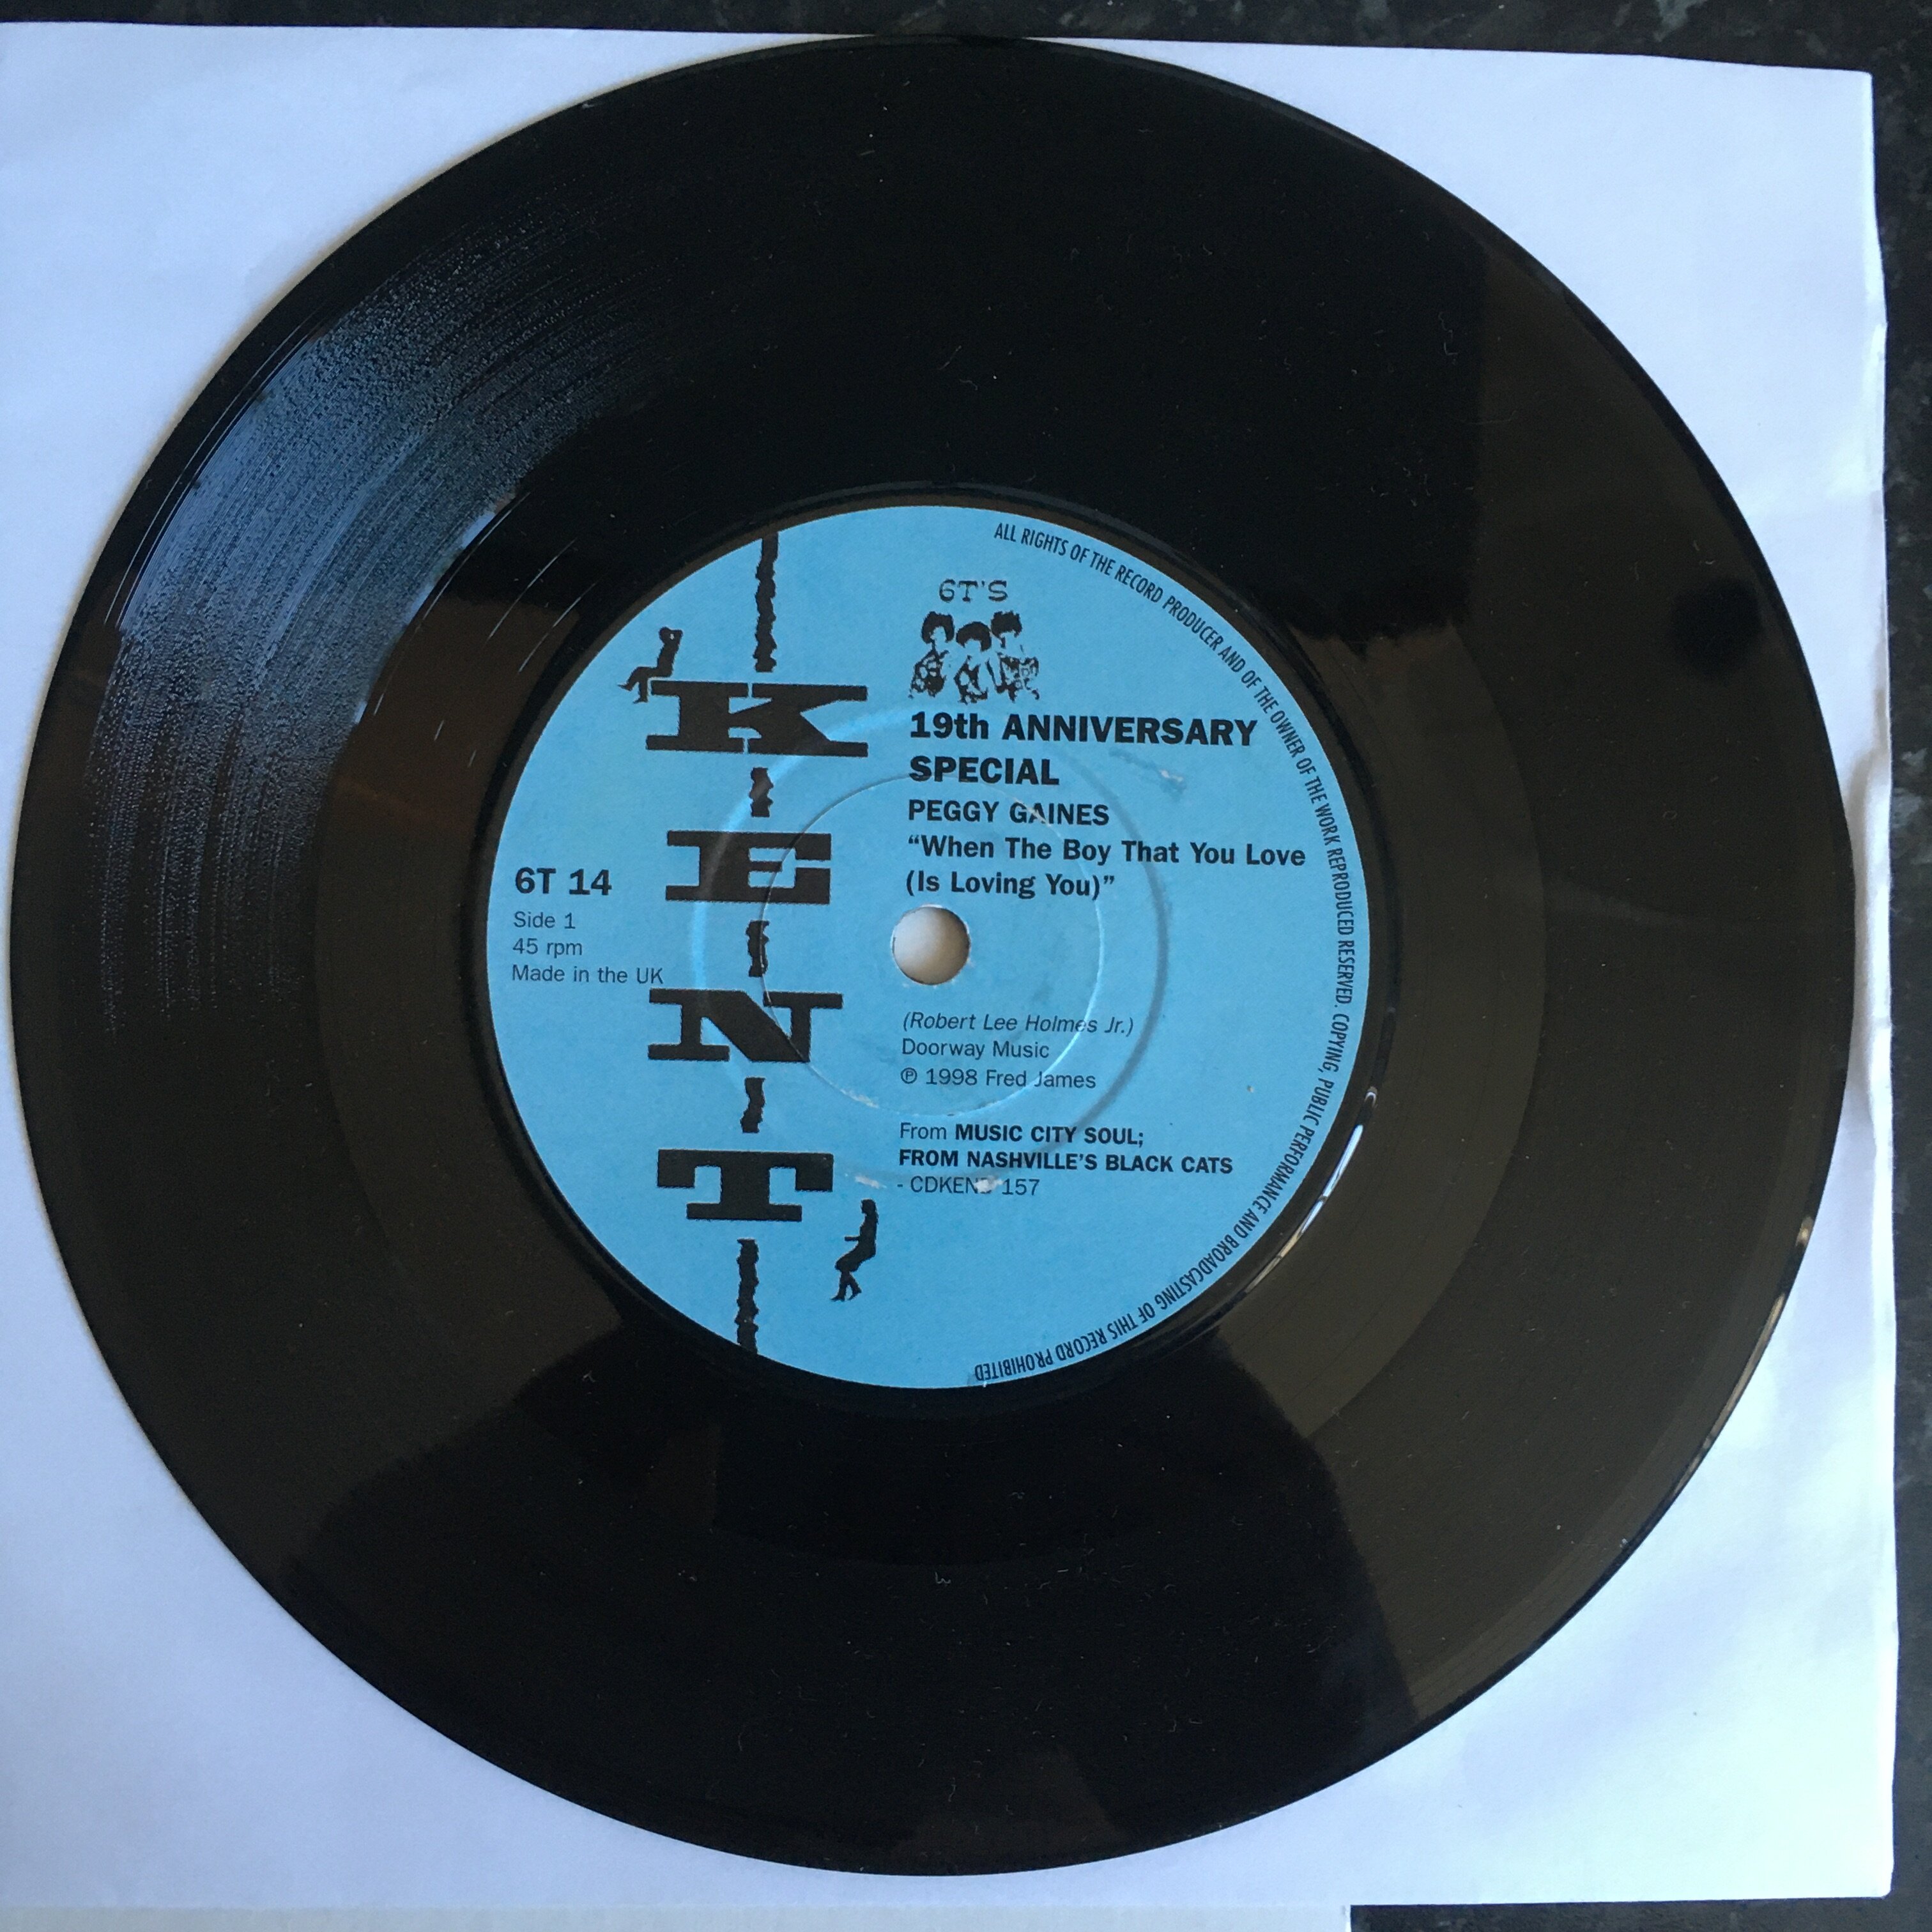 6T'S
KENT
19th ANNIVERSARY
SPECIAL
PEGGY GAINES
“When The Boy That You Love
(Is Loving You)”
6T 14
Side 1
45 rpm
Made in the UK
(Robert Lee Holmes Jr.)
Doorway Music
℗ 1998 Fred James
From MUSIC CITY SOUL;
FROM NASHVILLE'S BLACK CATS
- CDKEND 157
ALL RIGHTS OF THE RECORD PRODUCER AND OF THE OWNER OF THE WORK REPRODUCED RESERVED. COPYING, PUBLIC PERFORMANCE AND BROADCASTING OF THIS RECORD PROHIBITED